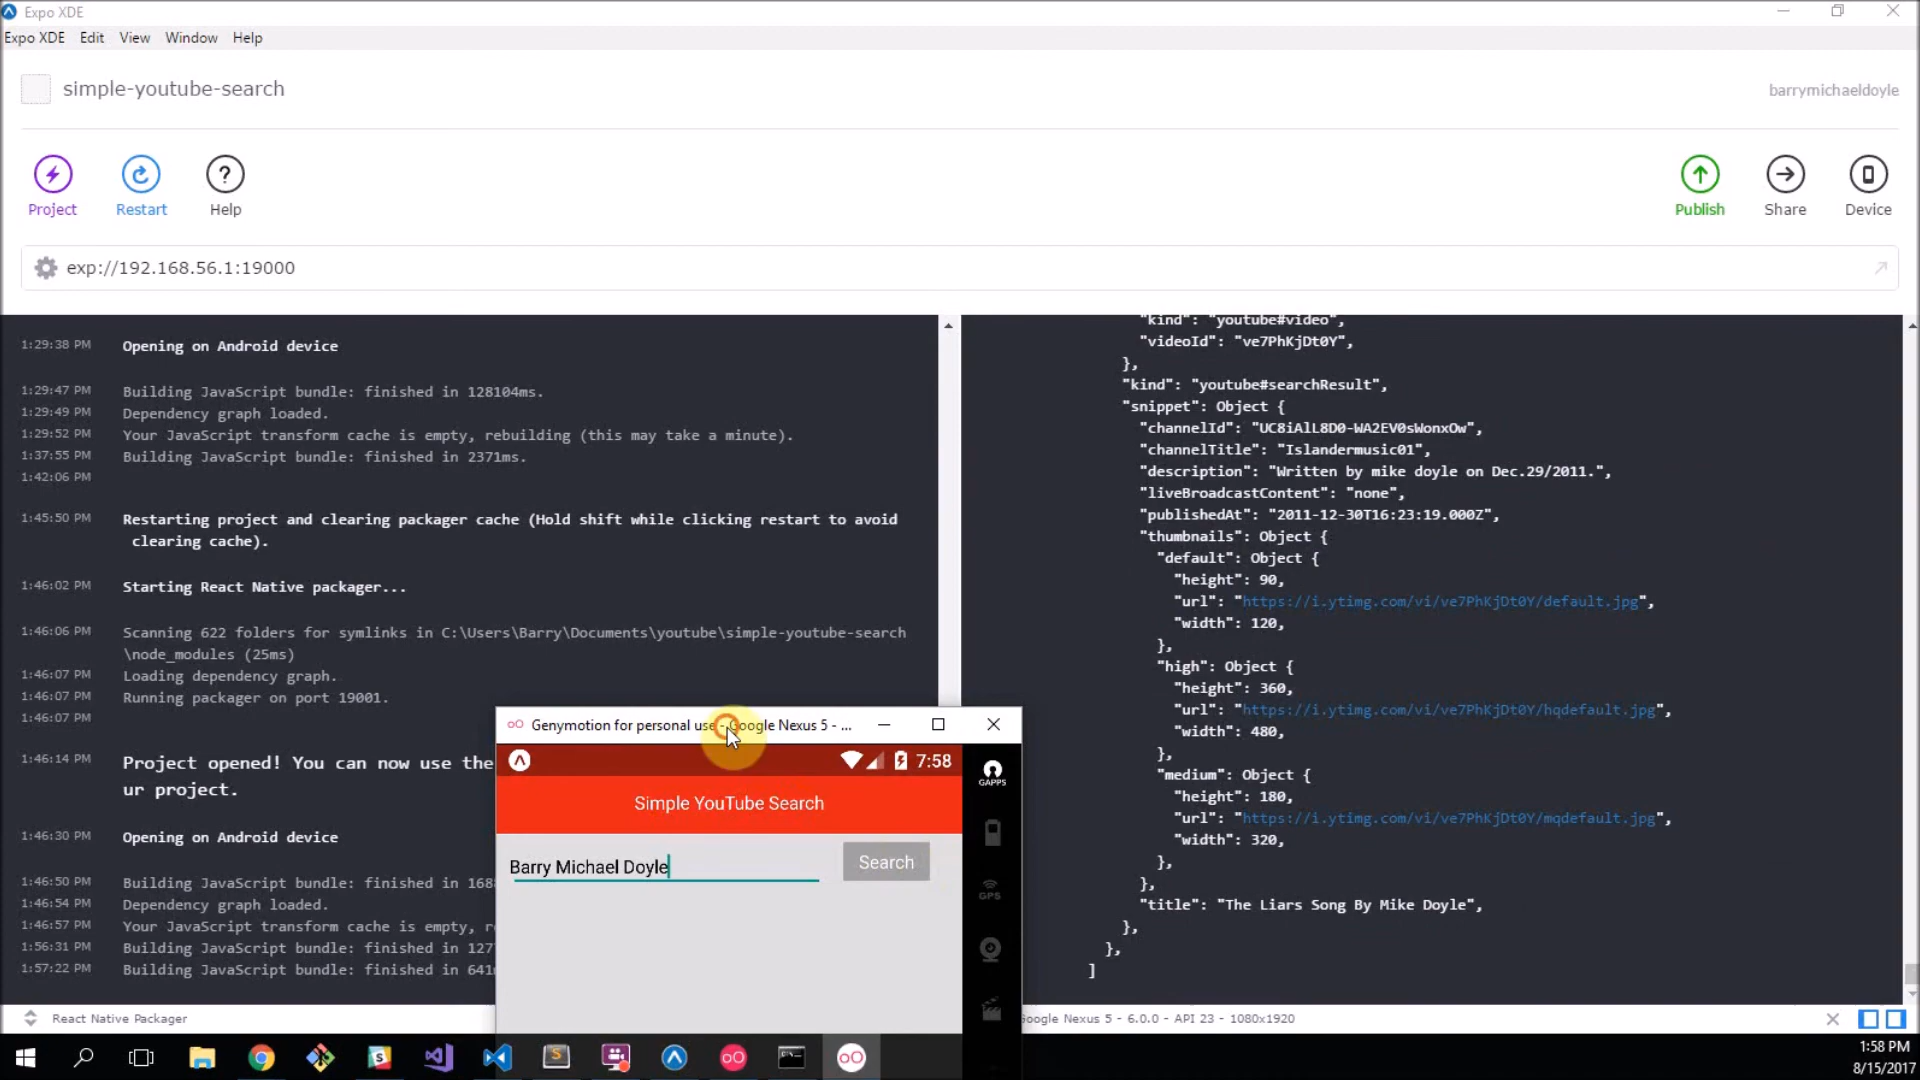 Expo XDE
Expo XDE Edit View Window Help
simple-youtube-search
barrymichaeldoyle
Project Restart Help
Publish Share Device
exp://192.168.56.1:19000
1:29:38 PM Opening on Android device
1:29:47 PM Building JavaScript bundle: finished in 128104ms.
1:29:49 PM Dependency graph loaded.
1:29:52 PM Your JavaScript transform cache is empty, rebuilding (this may take a minute).
1:37:55 PM Building JavaScript bundle: finished in 2371ms.
1:42:06 PM
1:45:50 PM Restarting project and clearing packager cache (Hold shift while clicking restart to avoid
clearing cache).
1:46:02 PM Starting React Native packager...
1:46:06 PM Scanning 622 folders for symlinks in C:\Users\Barry\Documents\youtube\simple-youtube-search
\node_modules (25ms)
1:46:07 PM Loading dependency graph.
1:46:07 PM Running packager on port 19001.
1:46:07 PM
1:46:14 PM Project opened! You can now use the
ur project.
1:46:30 PM Opening on Android device
1:46:50 PM Building JavaScript bundle: finished in 168
1:46:54 PM Dependency graph loaded.
1:46:57 PM Your JavaScript transform cache is empty, r
1:56:31 PM Building JavaScript bundle: finished in 127
1:57:22 PM Building JavaScript bundle: finished in 641
React Native Packager
"kind": "youtube#video",
"videoId": "ve7PhKjDt0Y",
},
"kind": "youtube#searchResult",
"snippet": Object {
"channelId": "UC8iAlL8D0-WA2EV0sWonxOw",
"channelTitle": "Islandermusic01",
"description": "Written by mike doyle on Dec.29/2011.",
"liveBroadcastContent": "none",
"publishedAt": "2011-12-30T16:23:19.000Z",
"thumbnails": Object {
"default": Object {
"height": 90,
"url": "https://i.ytimg.com/vi/ve7PhKjDt0Y/default.jpg",
"width": 120,
},
"high": Object {
"height": 360,
"url": "https://i.ytimg.com/vi/ve7PhKjDt0Y/hqdefault.jpg",
"width": 480,
},
"medium": Object {
"height": 180,
"url": "https://i.ytimg.com/vi/ve7PhKjDt0Y/mqdefault.jpg",
"width": 320,
},
},
"title": "The Liars Song By Mike Doyle",
},
},
]
Google Nexus 5 - 6.0.0 - API 23 - 1080x1920
Genymotion for personal use - Google Nexus 5 - ...
7:58
GAPPS
Simple YouTube Search
Barry Michael Doyle
Search
GPS
1:58 PM
8/15/2017